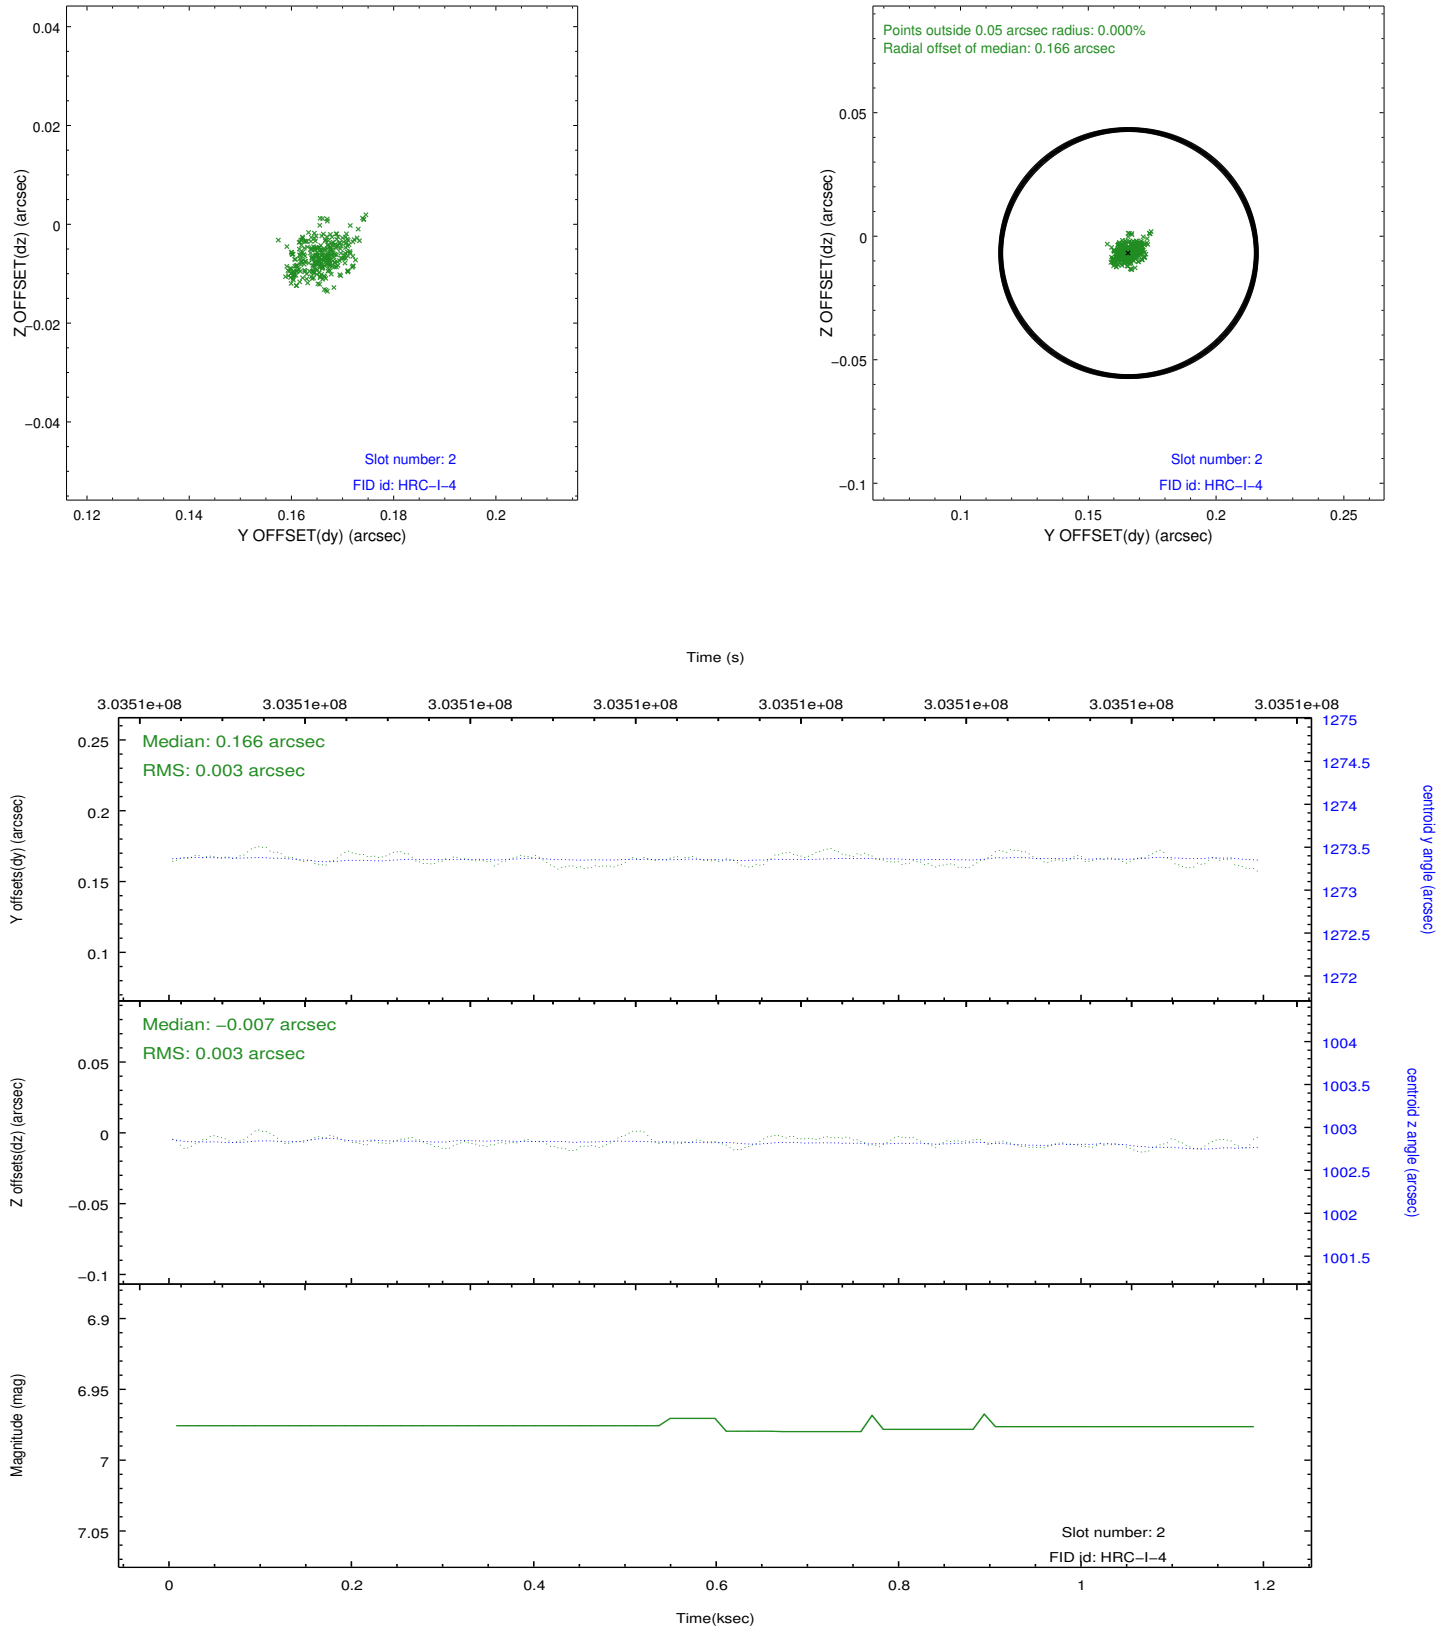 0.04
0.02
0
−0.02
−0.04
Z OFFSET(dz) (arcsec)
Slot number: 2
FID id: HRC−I−4
0.12 0.14 0.16 0.18 0.2
Y OFFSET(dy) (arcsec)
Points outside 0.05 arcsec radius: 0.000%
Radial offset of median: 0.166 arcsec
0.05
0
−0.05
−0.1
Z OFFSET(dz) (arcsec)
Slot number: 2
FID id: HRC−I−4
0.1 0.15 0.2 0.25
Y OFFSET(dy) (arcsec)
Time (s)
3.0351e+08 3.0351e+08 3.0351e+08 3.0351e+08 3.0351e+08 3.0351e+08 3.0351e+08 3.0351e+08
Median: 0.166 arcsec
RMS: 0.003 arcsec
0.25
0.2
0.15
0.1
Y offsets(dy) (arcsec)
1275
1274.5
1274
1273.5
1273
1272.5
1272
centroid y angle (arcsec)
Median: −0.007 arcsec
RMS: 0.003 arcsec
0.05
0
−0.05
−0.1
Z offsets(dz) (arcsec)
1004
1003.5
1003
1002.5
1002
1001.5
centroid z angle (arcsec)
6.9
6.95
7
7.05
Magnitude (mag)
Slot number: 2
FID id: HRC−I−4
0 0.2 0.4 0.6 0.8 1 1.2
Time(ksec)